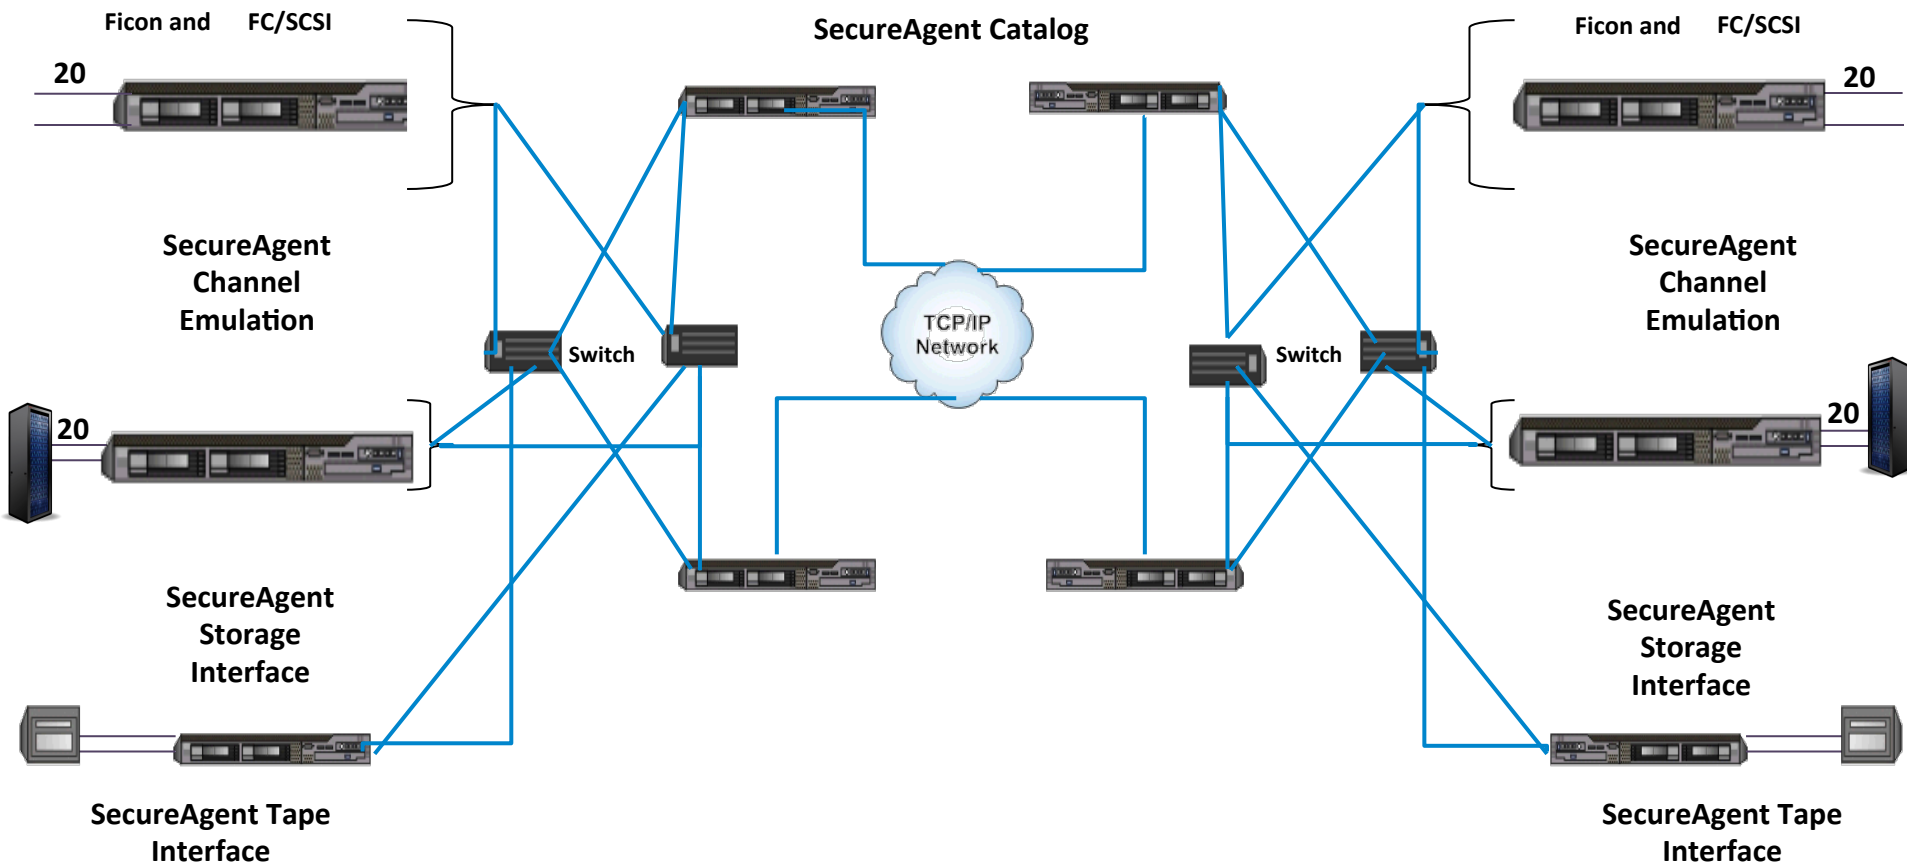 Ficon and FC/SCSI
SecureAgent Catalog
Ficon and FC/SCSI
20
20
SecureAgent
Channel
Emulation
SecureAgent
Channel
Emulation
TCP/IP
Network
Switch
Switch
20
20
SecureAgent
Storage
Interface
SecureAgent
Storage
Interface
SecureAgent Tape
Interface
SecureAgent Tape
Interface